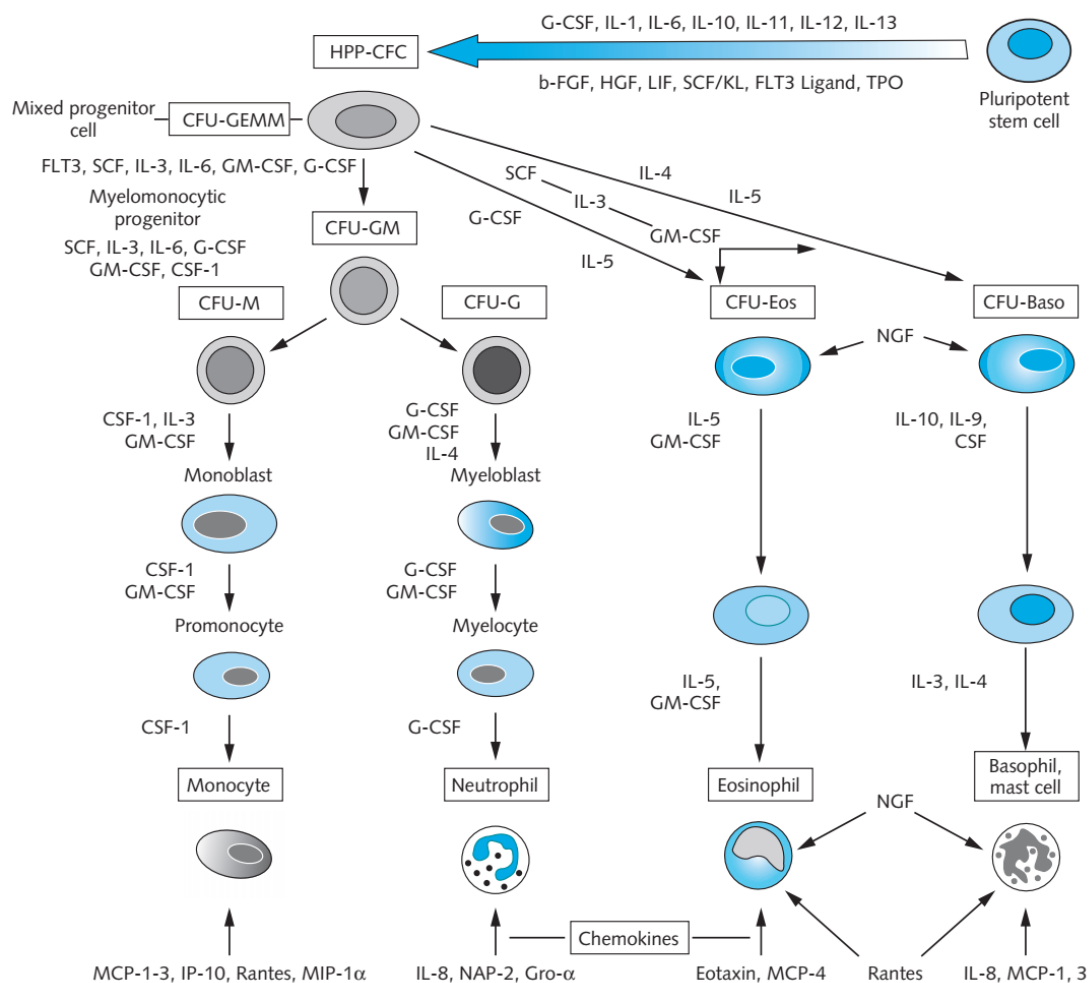 G-CSF, IL-1, IL-6, IL-10, IL-11, IL-12, IL-13
HPP-CFC
b-FGF, HGF, LIF, SCF/KL, FLT3 Ligand, TPO
Pluripotent
stem cell
Mixed progenitor
cell
CFU-GEMM
FLT3, SCF, IL-3, IL-6, GM-CSF, G-CSF
SCF
IL-4
IL-3
IL-5
G-CSF
GM-CSF
IL-5
Myelomonocytic
progenitor
CFU-GM
SCF, IL-3, IL-6, G-CSF
GM-CSF, CSF-1
CFU-M
CFU-G
CFU-Eos
CFU-Baso
NGF
CSF-1, IL-3
GM-CSF
G-CSF
GM-CSF
IL-4
IL-5
GM-CSF
IL-10, IL-9,
CSF
Monoblast
Myeloblast
CSF-1
GM-CSF
G-CSF
GM-CSF
Promonocyte
Myelocyte
IL-5,
GM-CSF
IL-3, IL-4
CSF-1
G-CSF
Monocyte
Neutrophil
Eosinophil
Basophil,
mast cell
NGF
Chemokines
MCP-1-3, IP-10, Rantes, MIP-1α
IL-8, NAP-2, Gro-α
Eotaxin, MCP-4
Rantes
IL-8, MCP-1, 3